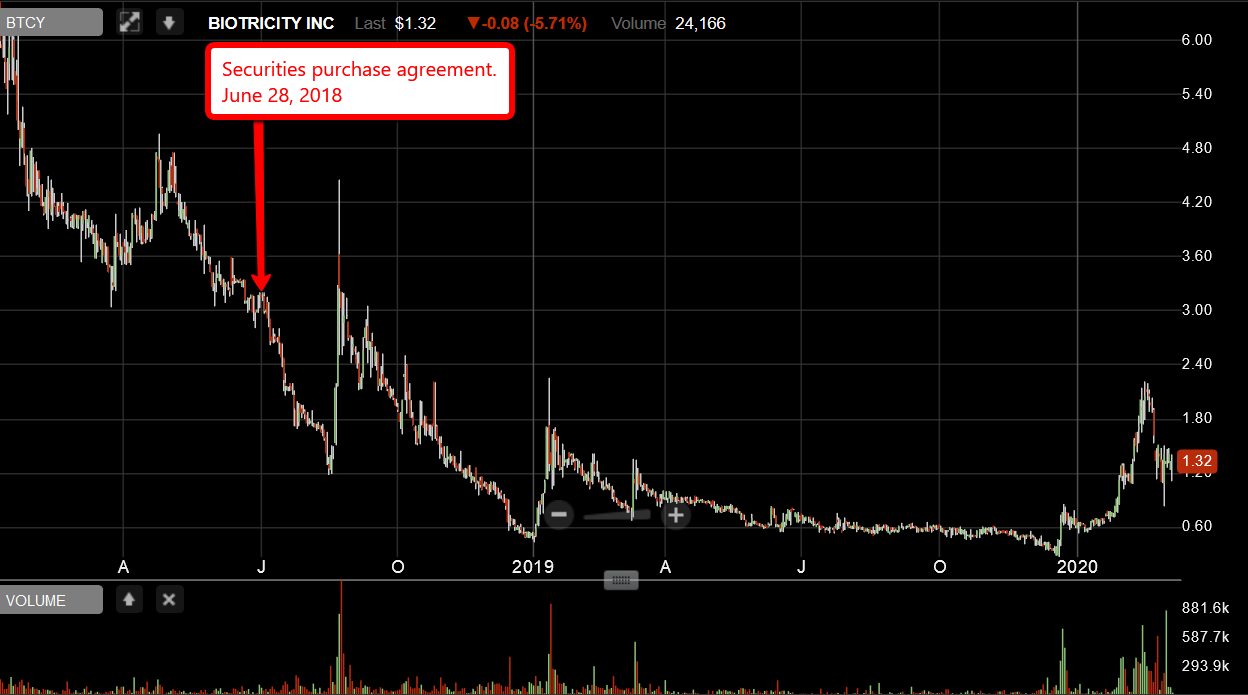 BTCY BIOTRICITY INC Last $1.32 ▼-0.08 (-5.71%) Volume 24,166
Securities purchase agreement.
June 28, 2018
6.00
5.40
4.80
4.20
3.60
3.00
2.40
1.80
1.32
1.20
0.60
A J O 2019 A J O 2020
VOLUME
881.6k
587.7k
293.9k